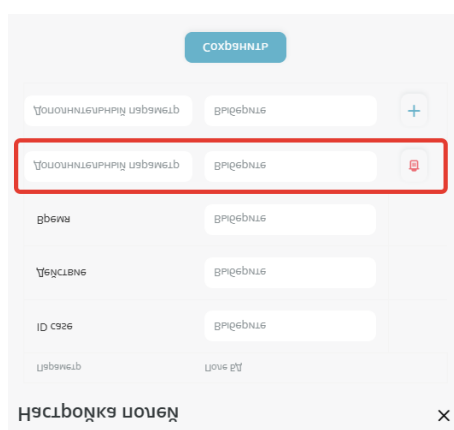 Настройка полей
Параметр Поле БД
ID case Выберите
Действие Выберите
Время Выберите
Дополнительный параметр Выберите
Дополнительный параметр Выберите
Сохранить